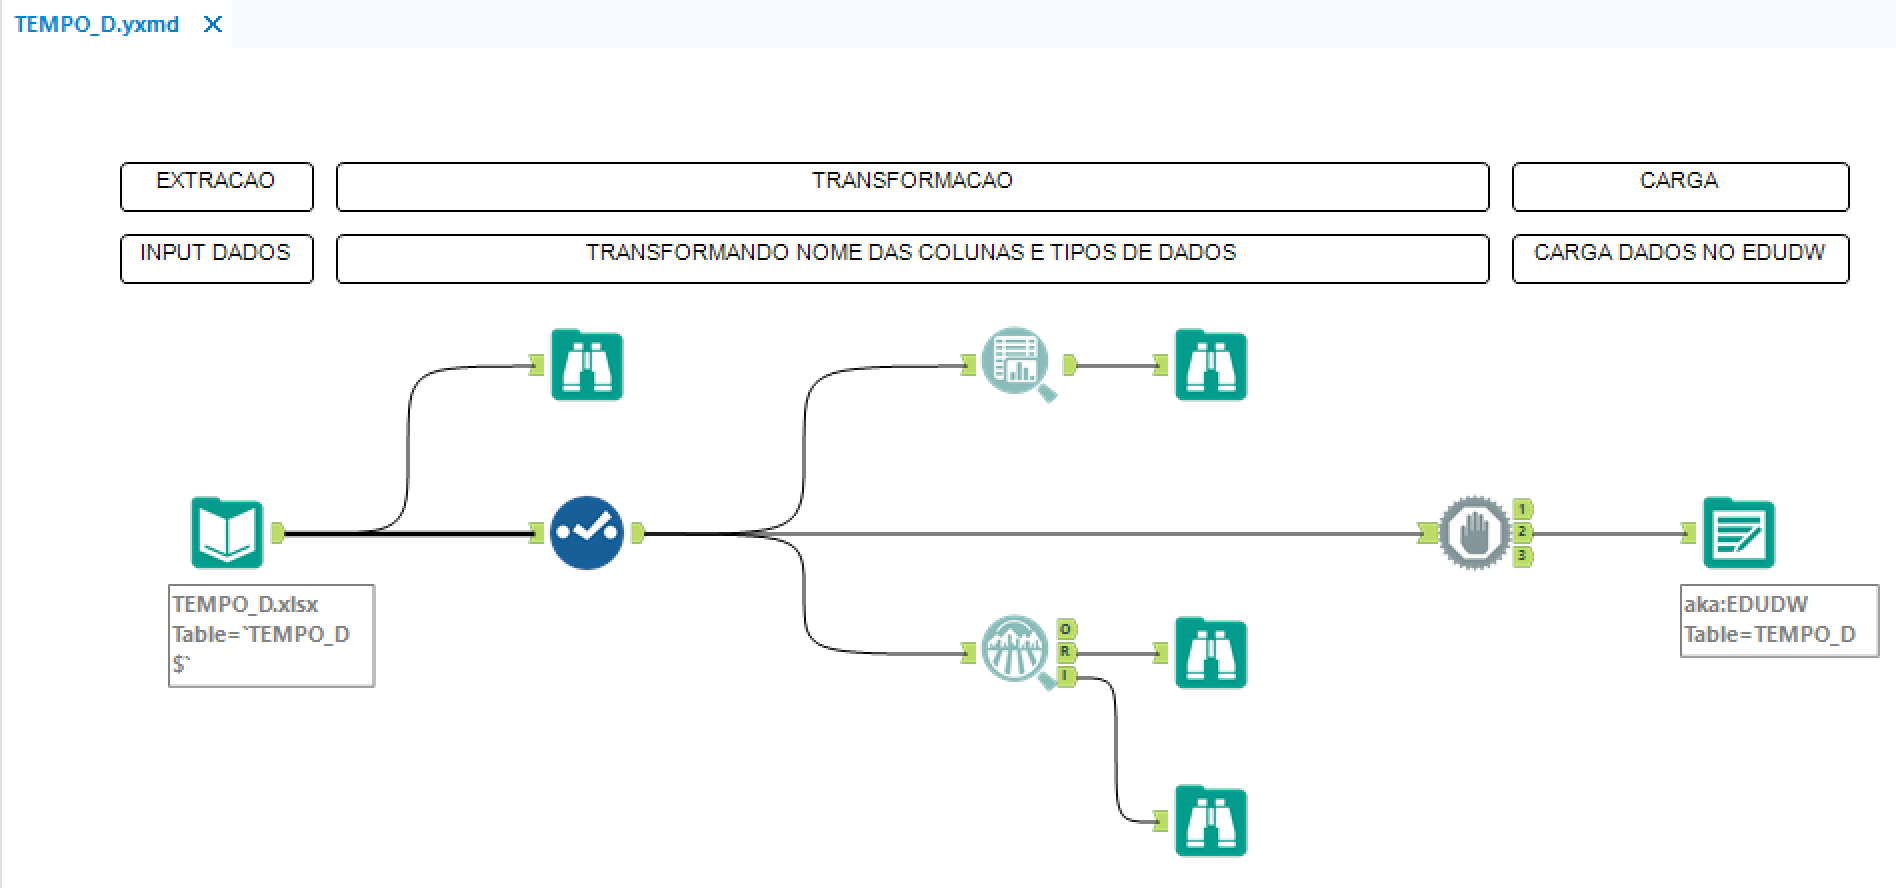 TEMPO_D.yxmd
EXTRACAO
TRANSFORMACAO
CARGA
INPUT DADOS
TRANSFORMANDO NOME DAS COLUNAS E TIPOS DE DADOS
CARGA DADOS NO EDUDW
1
2
3
TEMPO_D.xlsx
Table=`TEMPO_D
$`
aka:EDUDW
Table=TEMPO_D
O
R
I